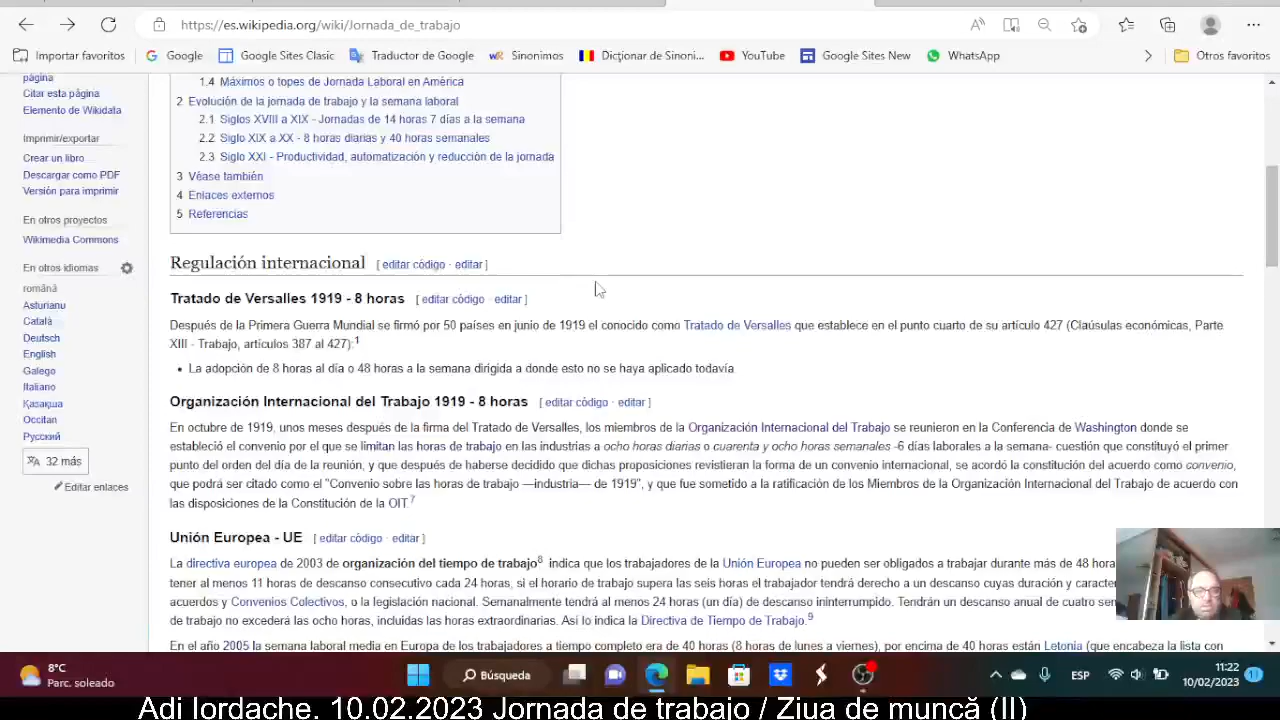 https://es.wikipedia.org/wiki/Jornada_de_trabajo
Importar favoritos
Google
Google Sites Clasic
Traductor de Google
Sinonimos
Dicționar de Sinoni...
YouTube
Google Sites New
WhatsApp
Otros favoritos
página
Citar esta página
Elemento de Wikidata
Imprimir/exportar
Crear un libro
Descargar como PDF
Versión para imprimir
En otros proyectos
Wikimedia Commons
En otros idiomas
română
Asturianu
Català
Deutsch
English
Galego
Italiano
Қазақша
Occitan
Русский
32 más
Editar enlaces
1.4 Máximos o topes de Jornada Laboral en América
2 Evolución de la jornada de trabajo y la semana laboral
2.1 Siglos XVIII a XIX - Jornadas de 14 horas 7 días a la semana
2.2 Siglo XIX a XX - 8 horas diarias y 40 horas semanales
2.3 Siglo XXI - Productividad, automatización y reducción de la jornada
3 Véase también
4 Enlaces externos
5 Referencias
Regulación internacional [ editar código · editar ]
Tratado de Versalles 1919 - 8 horas [ editar código · editar ]
Después de la Primera Guerra Mundial se firmó por 50 países en junio de 1919 el conocido como Tratado de Versalles que establece en el punto cuarto de su artículo 427 (Claúsulas económicas, Parte
XIII - Trabajo, artículos 387 al 427):1
• La adopción de 8 horas al día o 48 horas a la semana dirigida a donde esto no se haya aplicado todavía
Organización Internacional del Trabajo 1919 - 8 horas [ editar código · editar ]
En octubre de 1919, unos meses después de la firma del Tratado de Versalles, los miembros de la Organización Internacional del Trabajo se reunieron en la Conferencia de Washington donde se
estableció el convenio por el que se limitan las horas de trabajo en las industrias a ocho horas diarias o cuarenta y ocho horas semanales -6 días laborales a la semana- cuestión que constituyó el primer
punto del orden del día de la reunión, y que después de haberse decidido que dichas proposiciones revistieran la forma de un convenio internacional, se acordó la constitución del acuerdo como convenio,
que podrá ser citado como el "Convenio sobre las horas de trabajo —industria— de 1919", y que fue sometido a la ratificación de los Miembros de la Organización Internacional del Trabajo de acuerdo con
las disposiciones de la Constitución de la OIT.7
Unión Europea - UE [ editar código · editar ]
La directiva europea de 2003 de organización del tiempo de trabajo8 indica que los trabajadores de la Unión Europea no pueden ser obligados a trabajar durante más de 48 hora
tener al menos 11 horas de descanso consecutivo cada 24 horas, si el horario de trabajo supera las seis horas el trabajador tendrá derecho a un descanso cuyas duración y caracter
acuerdos y Convenios Colectivos, o la legislación nacional. Semanalmente tendrá al menos 24 horas (un día) de descanso ininterrumpido. Tendrán un descanso anual de cuatro sem
de trabajo no excederá las ocho horas, incluidas las horas extraordinarias. Así lo indica la Directiva de Tiempo de Trabajo.9
En el año 2005 la semana laboral media en Europa de los trabajadores a tiempo completo era de 40 horas (8 horas de lunes a viernes), por encima de 40 horas están Letonia (que encabeza la lista con
8°C
Parc. soleado
Búsqueda
ESP
11:22
10/02/2023
Adi Iordache. 10.02.2023 Jornada de trabajo / Ziua de muncă (II)